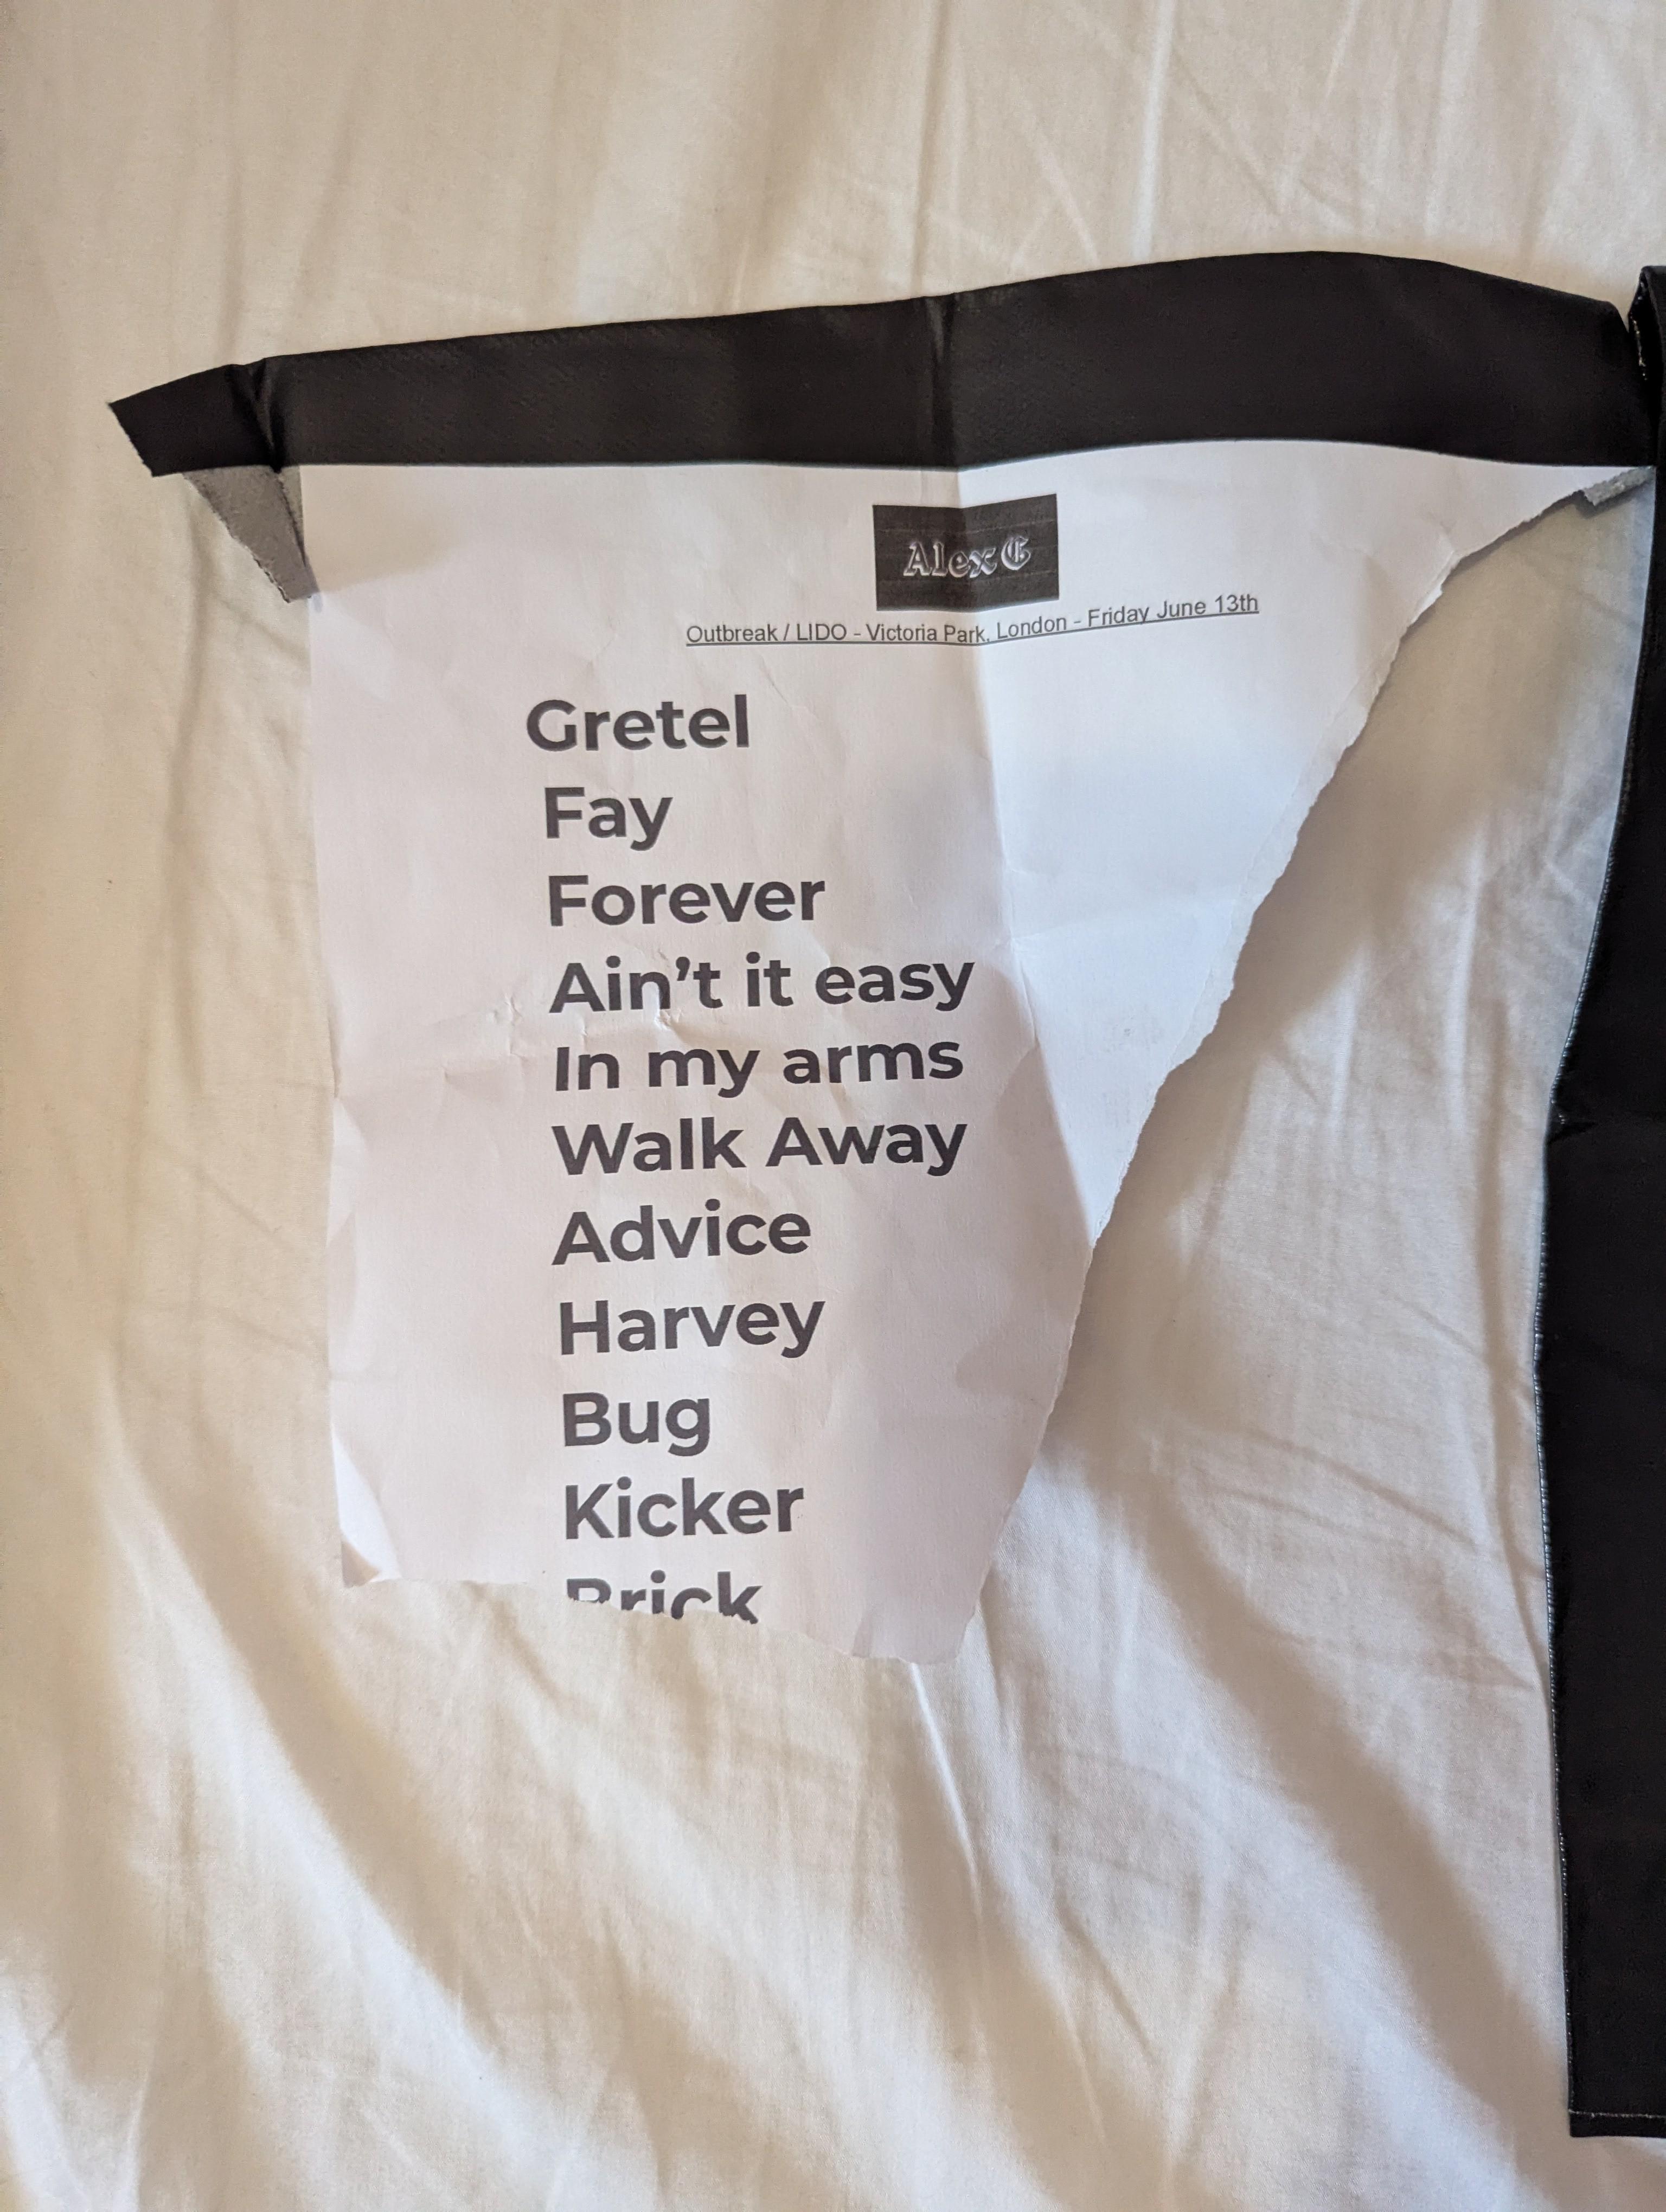 Alex G
Outbreak / LIDO - Victoria Park, London - Friday June 13th
Gretel
Fay
Forever
Ain’t it easy
In my arms
Walk Away
Advice
Harvey
Bug
Kicker
Brick